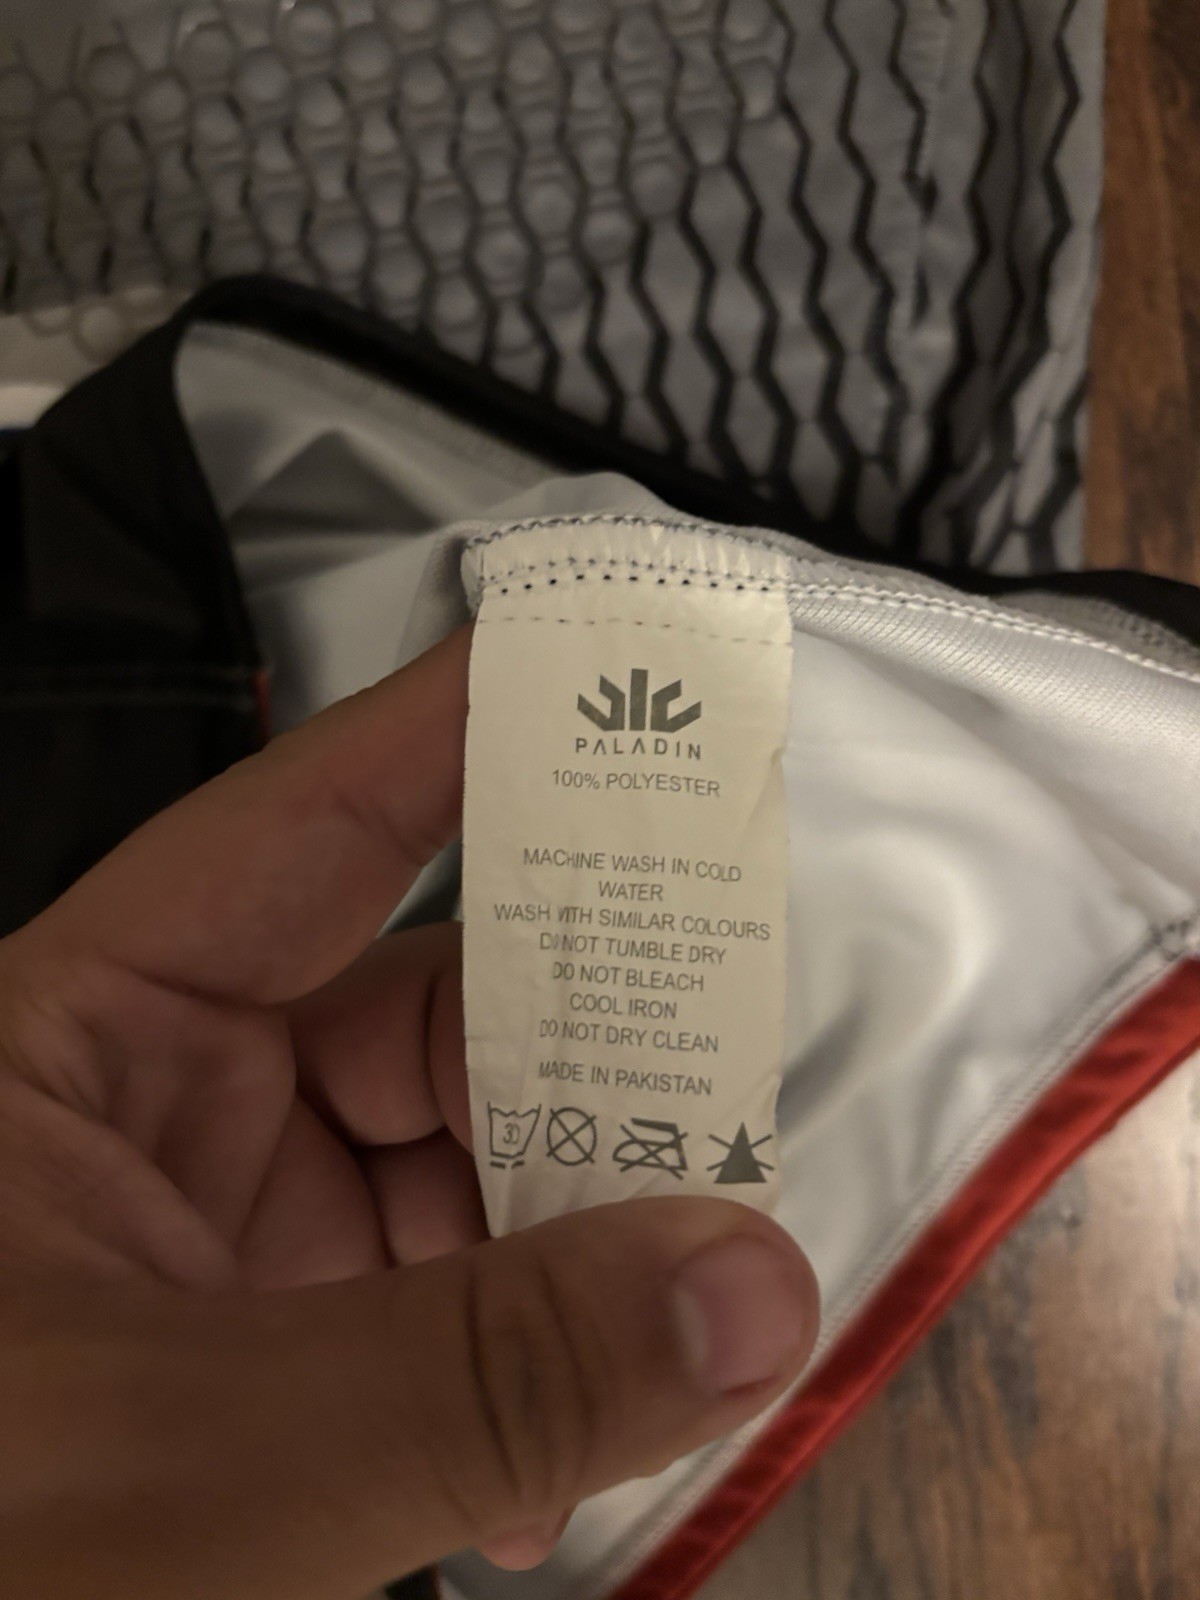 PALADIN
100% POLYESTER
MACHINE WASH IN COLD
WATER
WASH WITH SIMILAR COLOURS
DO NOT TUMBLE DRY
DO NOT BLEACH
COOL IRON
DO NOT DRY CLEAN
MADE IN PAKISTAN
30